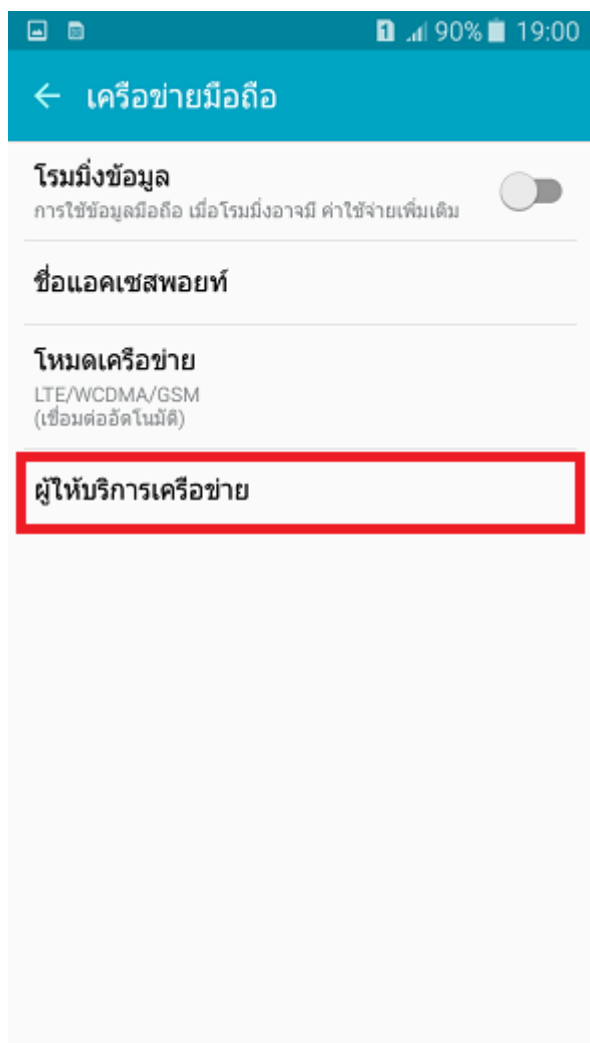 1 90% 19:00
เครือข่ายมือถือ
โรมมิ่งข้อมูล
การใช้ข้อมูลมือถือ เมื่อโรมมิ่งอาจมี ค่าใช้จ่ายเพิ่มเติม
ชื่อแอคเซสพอยท์
โหมดเครือข่าย
LTE/WCDMA/GSM
(เชื่อมต่ออัตโนมัติ)
ผู้ให้บริการเครือข่าย